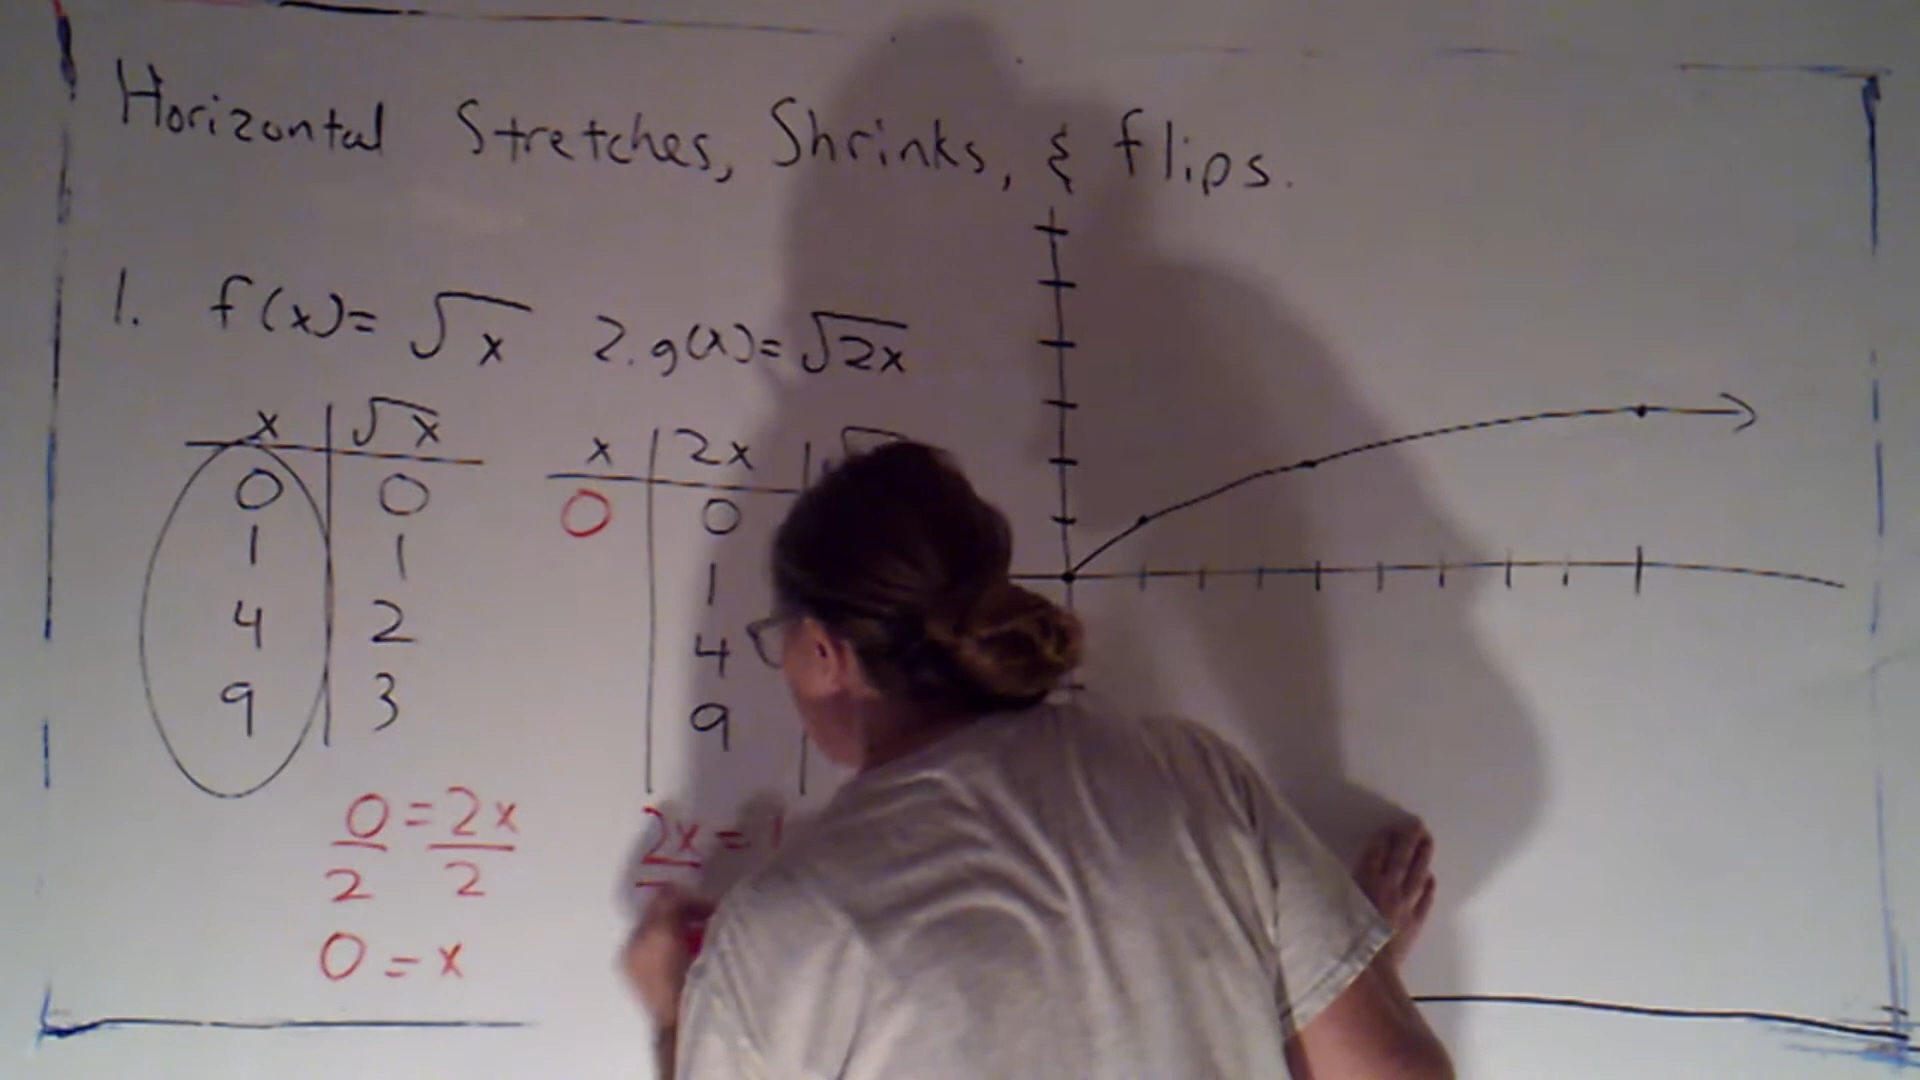 Horizontal Stretches, Shrinks, & flips.
1. f(x)= √x 2. g(x)= √2x
x √x
0 0
1 1
4 2
9 3
x 2x √
0 0
1
4
9
0 = 2x
2 2
0 = x
2x = 1